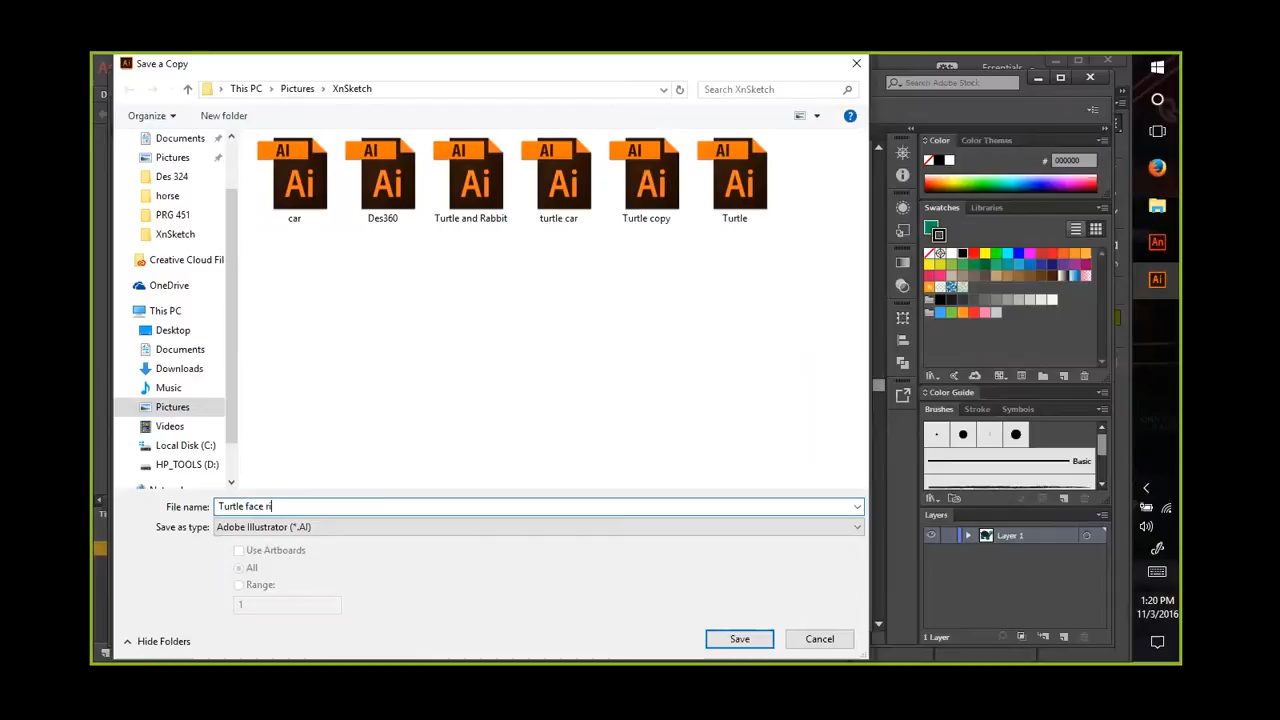 Save a Copy
Essentials
This PC > Pictures > XnSketch
Search XnSketch
Search Adobe Stock
Organize
New folder
Documents
Pictures
Des 324
horse
PRG 451
XnSketch
Creative Cloud Fil
OneDrive
This PC
Desktop
Documents
Downloads
Music
Pictures
Videos
Local Disk (C:)
HP_TOOLS (D:)
car
Des360
Turtle and Rabbit
turtle car
Turtle copy
Turtle
File name: Turtle face ri
Save as type: Adobe Illustrator (*.AI)
Use Artboards
All
Range:
1
Hide Folders
Save
Cancel
Color
Color Themes
# 000000
Swatches
Libraries
Color Guide
Brushes
Stroke
Symbols
Basic
Layers
Layer 1
1 Layer
An
Ai
1:20 PM
11/3/2016